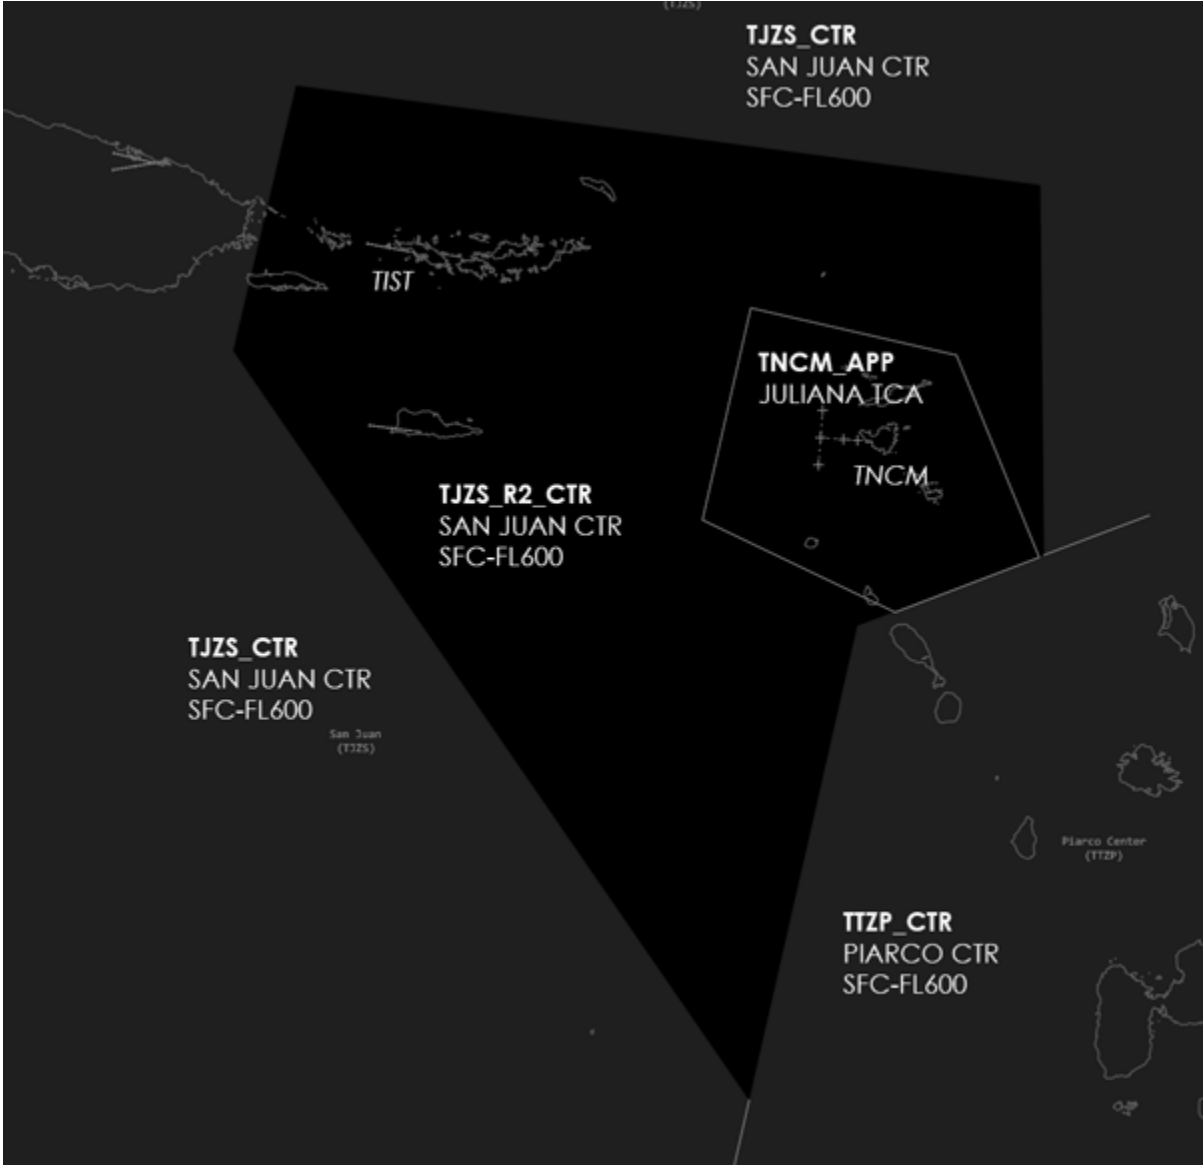 (TJZS)
TJZS_CTR
SAN JUAN CTR
SFC-FL600
TIST
TNCM_APP
JULIANA TCA
TNCM
TJZS_R2_CTR
SAN JUAN CTR
SFC-FL600
TJZS_CTR
SAN JUAN CTR
SFC-FL600
San Juan
(TJZS)
Piarco Center
(TTZP)
TTZP_CTR
PIARCO CTR
SFC-FL600